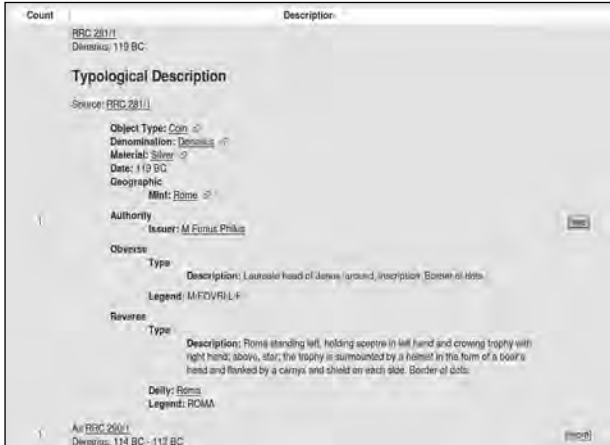 Count Description
RRC 281/1
Denarius, 119 BC
Typological Description
Source: RRC 281/1
Object Type: Coin
Denomination: Denarius
Material: Silver
Date: 119 BC
Geographic
Mint: Rome
1
Authority
Issuer: M Furius Philus
Obverse
Type
Description: Laureate head of Janus; around, inscription. Border of dots.
Legend: M·FOVRI·L·F
Reverse
Type
Description: Roma standing left, holding sceptre in left hand and crowing trophy with
right hand; above, star; the trophy is surmounted by a helmet in the form of a boar's
head and flanked by a carnyx and shield on each side. Border of dots.
Deity: Roma
Legend: ROMA
1
RRC 290/1 [more]
Denarius, 114 BC - 112 BC